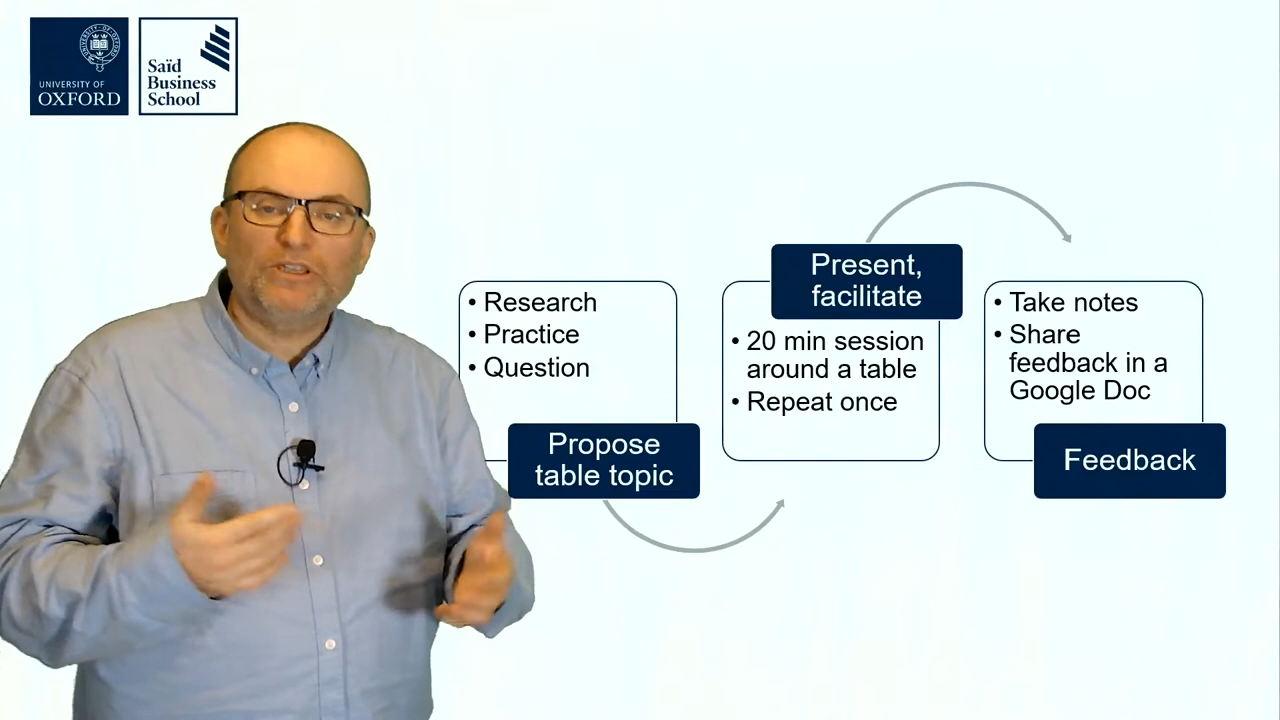 UNIVERSITY OF
OXFORD
Saïd
Business
School
• Research
• Practice
• Question
Propose
table topic
Present,
facilitate
• 20 min session
around a table
• Repeat once
• Take notes
• Share
feedback in a
Google Doc
Feedback